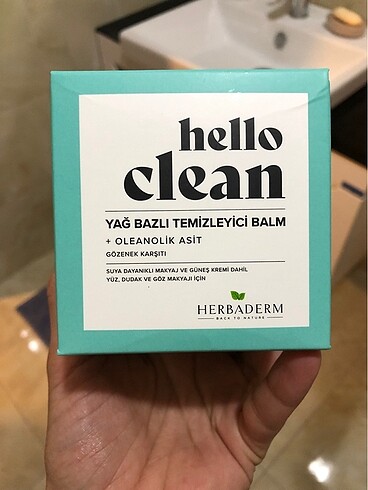 hello
clean
YAĞ BAZLI TEMİZLEYİCİ BALM
+ OLEANOLİK ASİT
GÖZENEK KARŞITI
SUYA DAYANIKLI MAKYAJ VE GÜNEŞ KREMİ DAHİL
YÜZ, DUDAK VE GÖZ MAKYAJI İÇİN
HERBADERM
BACK TO NATURE